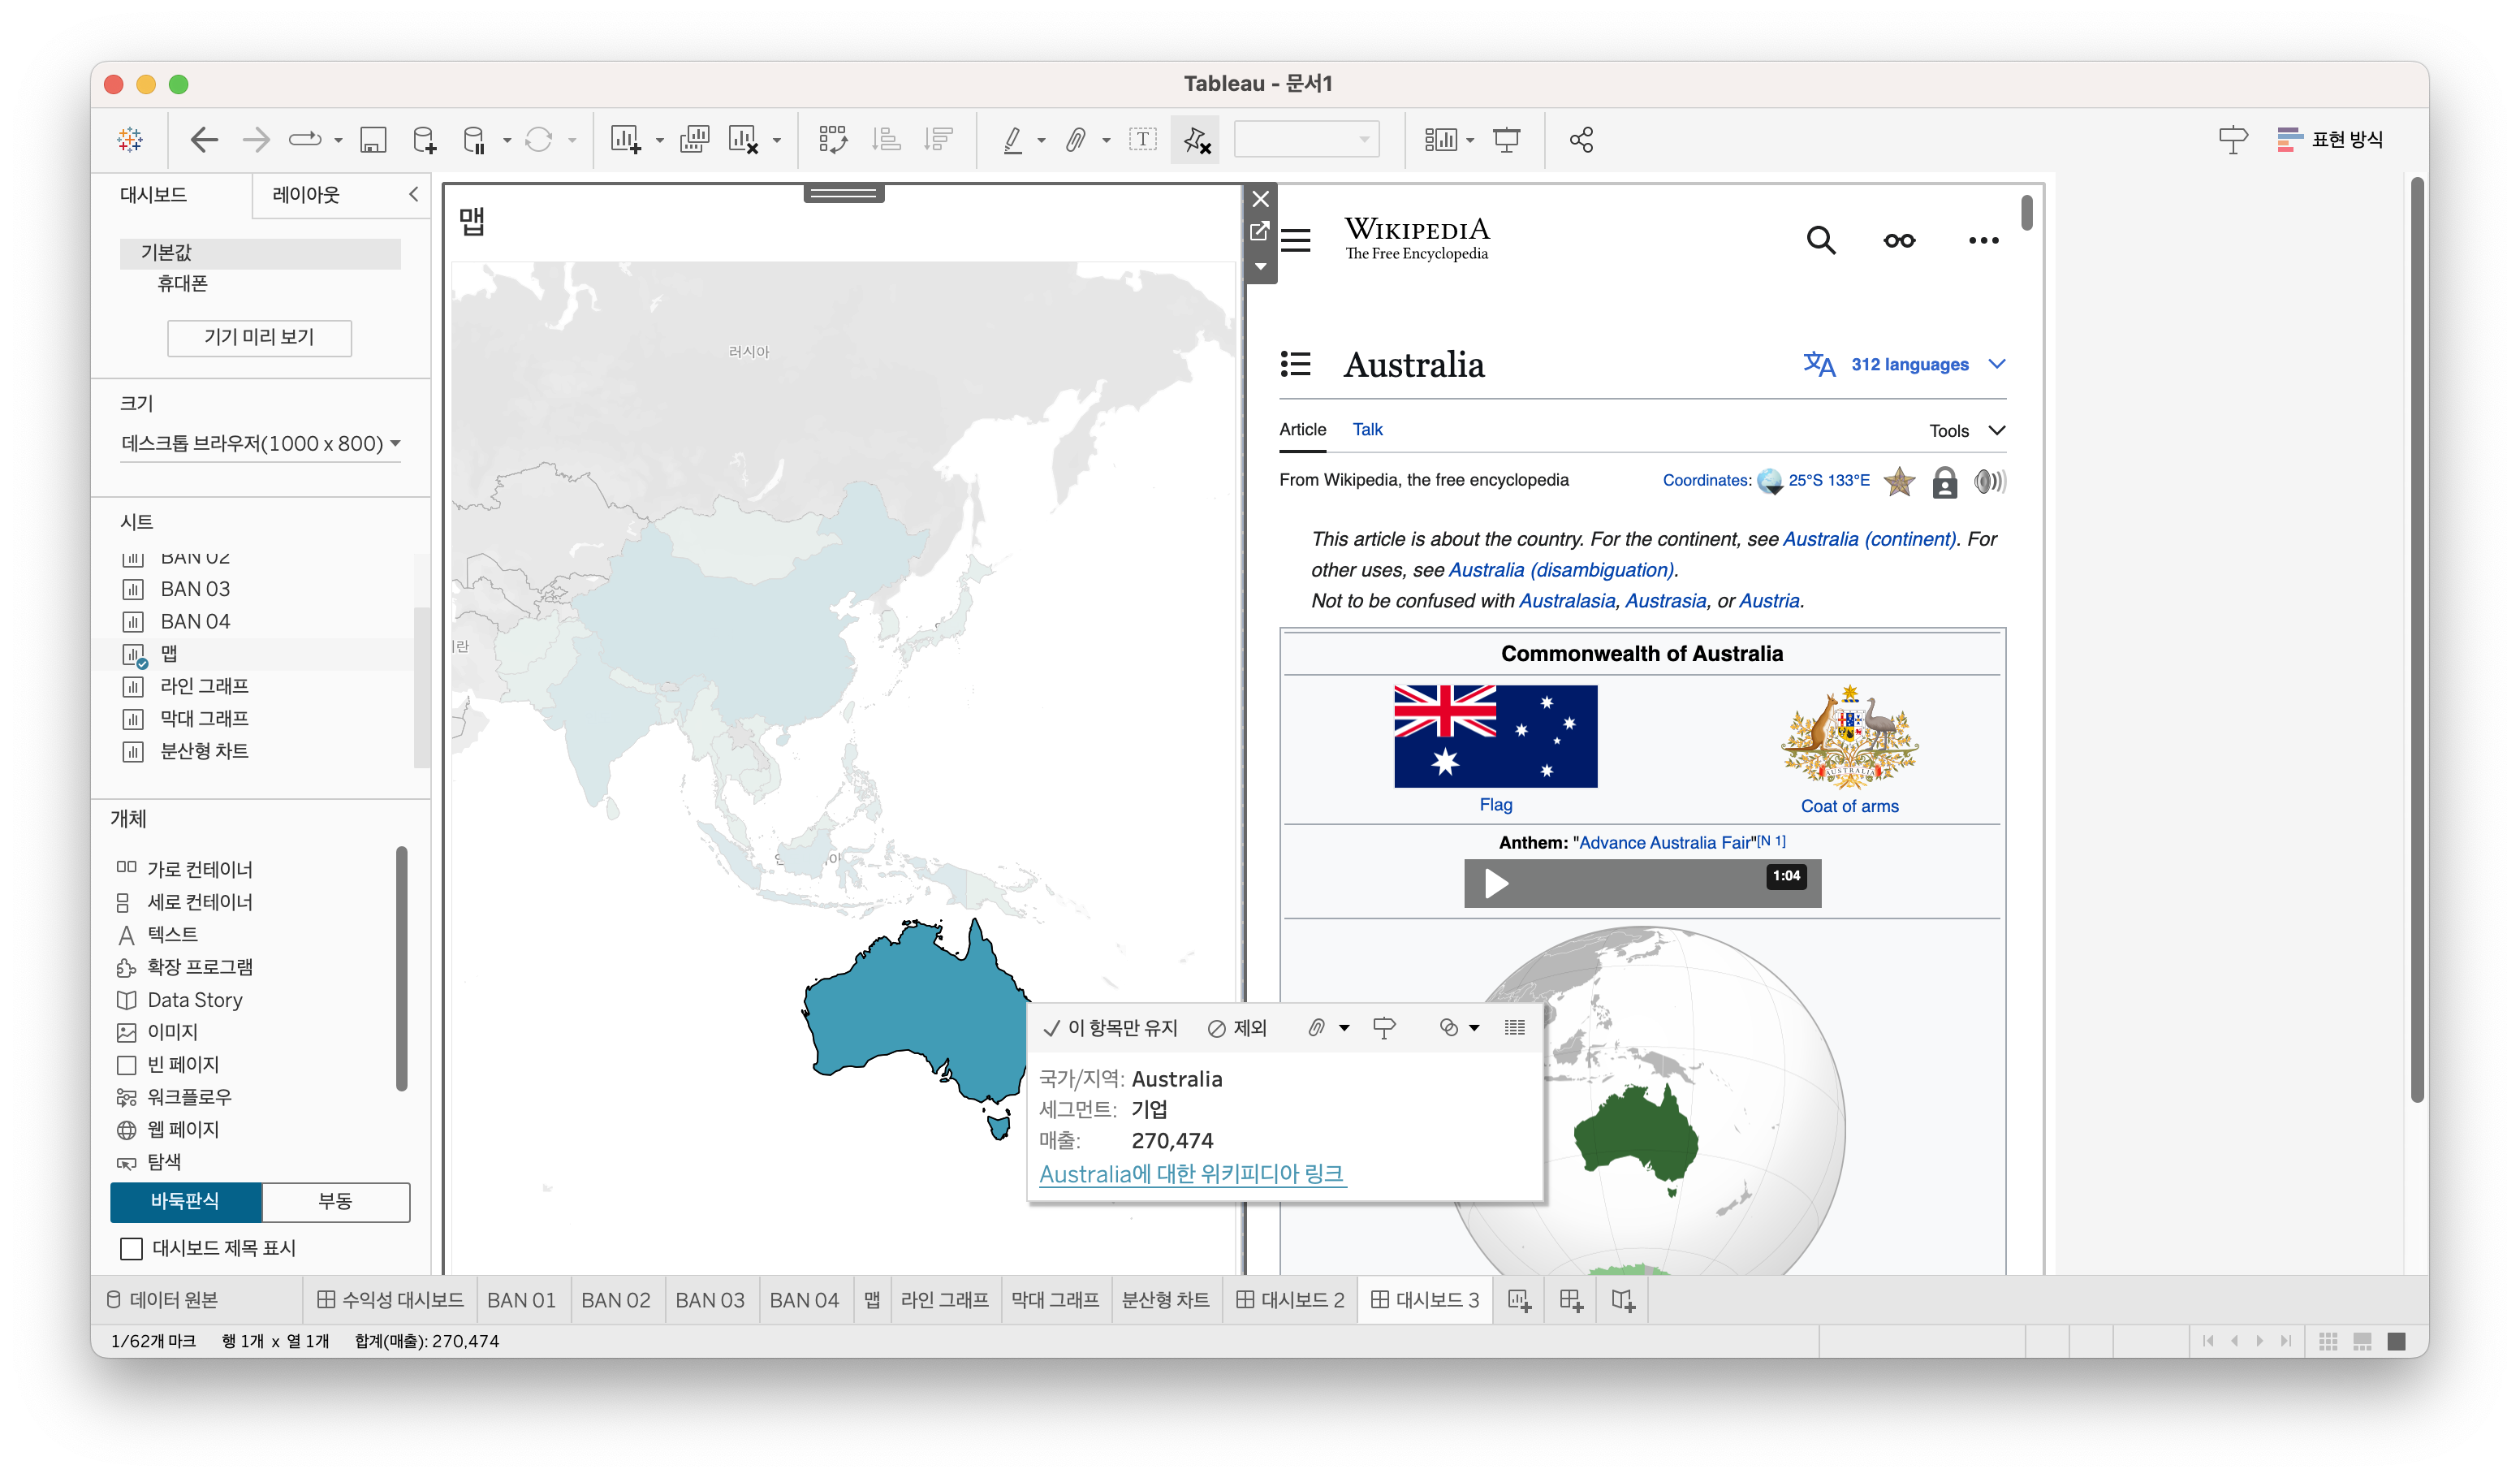 Tableau - 문서1
표현 방식
대시보드
레이아웃
기본값
휴대폰
기기 미리 보기
크기
데스크톱 브라우저(1000 x 800)
시트
BAN 02
BAN 03
BAN 04
맵
라인 그래프
막대 그래프
분산형 차트
개체
가로 컨테이너
세로 컨테이너
텍스트
확장 프로그램
Data Story
이미지
빈 페이지
워크플로우
웹 페이지
탐색
바둑판식
부동
대시보드 제목 표시
맵
러시아
란
WIKIPEDIA
The Free Encyclopedia
Australia
312 languages
Article
Talk
Tools
From Wikipedia, the free encyclopedia
Coordinates: 25°S 133°E
This article is about the country. For the continent, see Australia (continent). For
other uses, see Australia (disambiguation).
Not to be confused with Australasia, Austrasia, or Austria.
Commonwealth of Australia
AUSTRALIA
Flag
Coat of arms
Anthem: "Advance Australia Fair"[N 1]
1:04
이 항목만 유지
제외
국가/지역: Australia
세그먼트: 기업
매출: 270,474
Australia에 대한 위키피디아 링크
데이터 원본
수익성 대시보드
BAN 01
BAN 02
BAN 03
BAN 04
맵
라인 그래프
막대 그래프
분산형 차트
대시보드 2
대시보드 3
1/62개 마크
행 1개 x 열 1개
합계(매출): 270,474